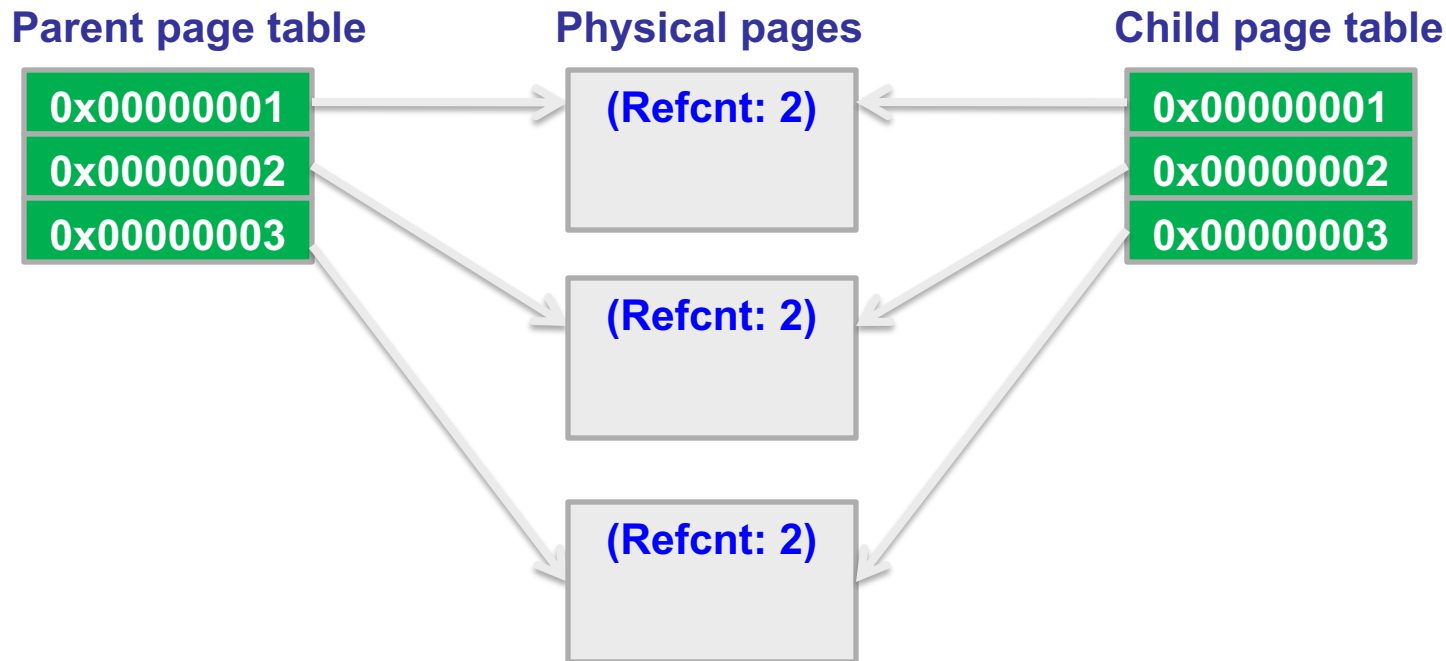 Parent page table
Physical pages
Child page table
0x00000001
0x00000002
0x00000003
(Refcnt: 2)
(Refcnt: 2)
(Refcnt: 2)
0x00000001
0x00000002
0x00000003